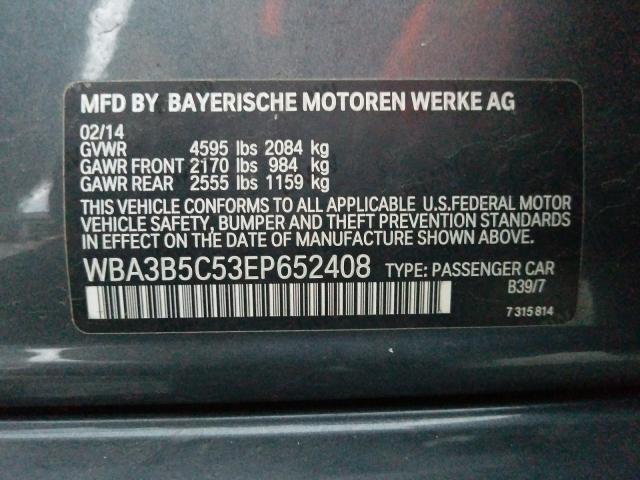 MFD BY BAYERISCHE MOTOREN WERKE AG
02/14
GVWR 4595 lbs 2084 kg
GAWR FRONT 2170 lbs 984 kg
GAWR REAR 2555 lbs 1159 kg
THIS VEHICLE CONFORMS TO ALL APPLICABLE U.S.FEDERAL MOTOR
VEHICLE SAFETY, BUMPER AND THEFT PREVENTION STANDARDS
IN EFFECT ON THE DATE OF MANUFACTURE SHOWN ABOVE.
WBA3B5C53EP652408 TYPE: PASSENGER CAR
B39/7
7 315 814